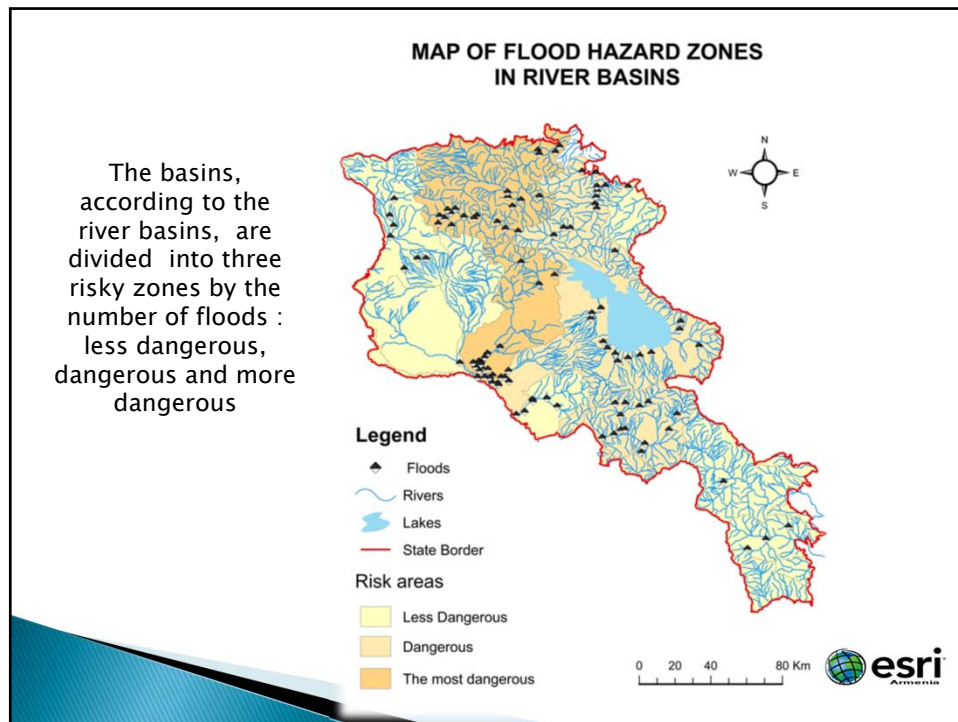 MAP OF FLOOD HAZARD ZONES
IN RIVER BASINS
The basins,
according to the
river basins, are
divided into three
risky zones by the
number of floods :
less dangerous,
dangerous and more
dangerous
N
W E
S
Legend
Floods
Rivers
Lakes
State Border
Risk areas
Less Dangerous
Dangerous
The most dangerous
0 20 40 80 Km
esri
Armenia